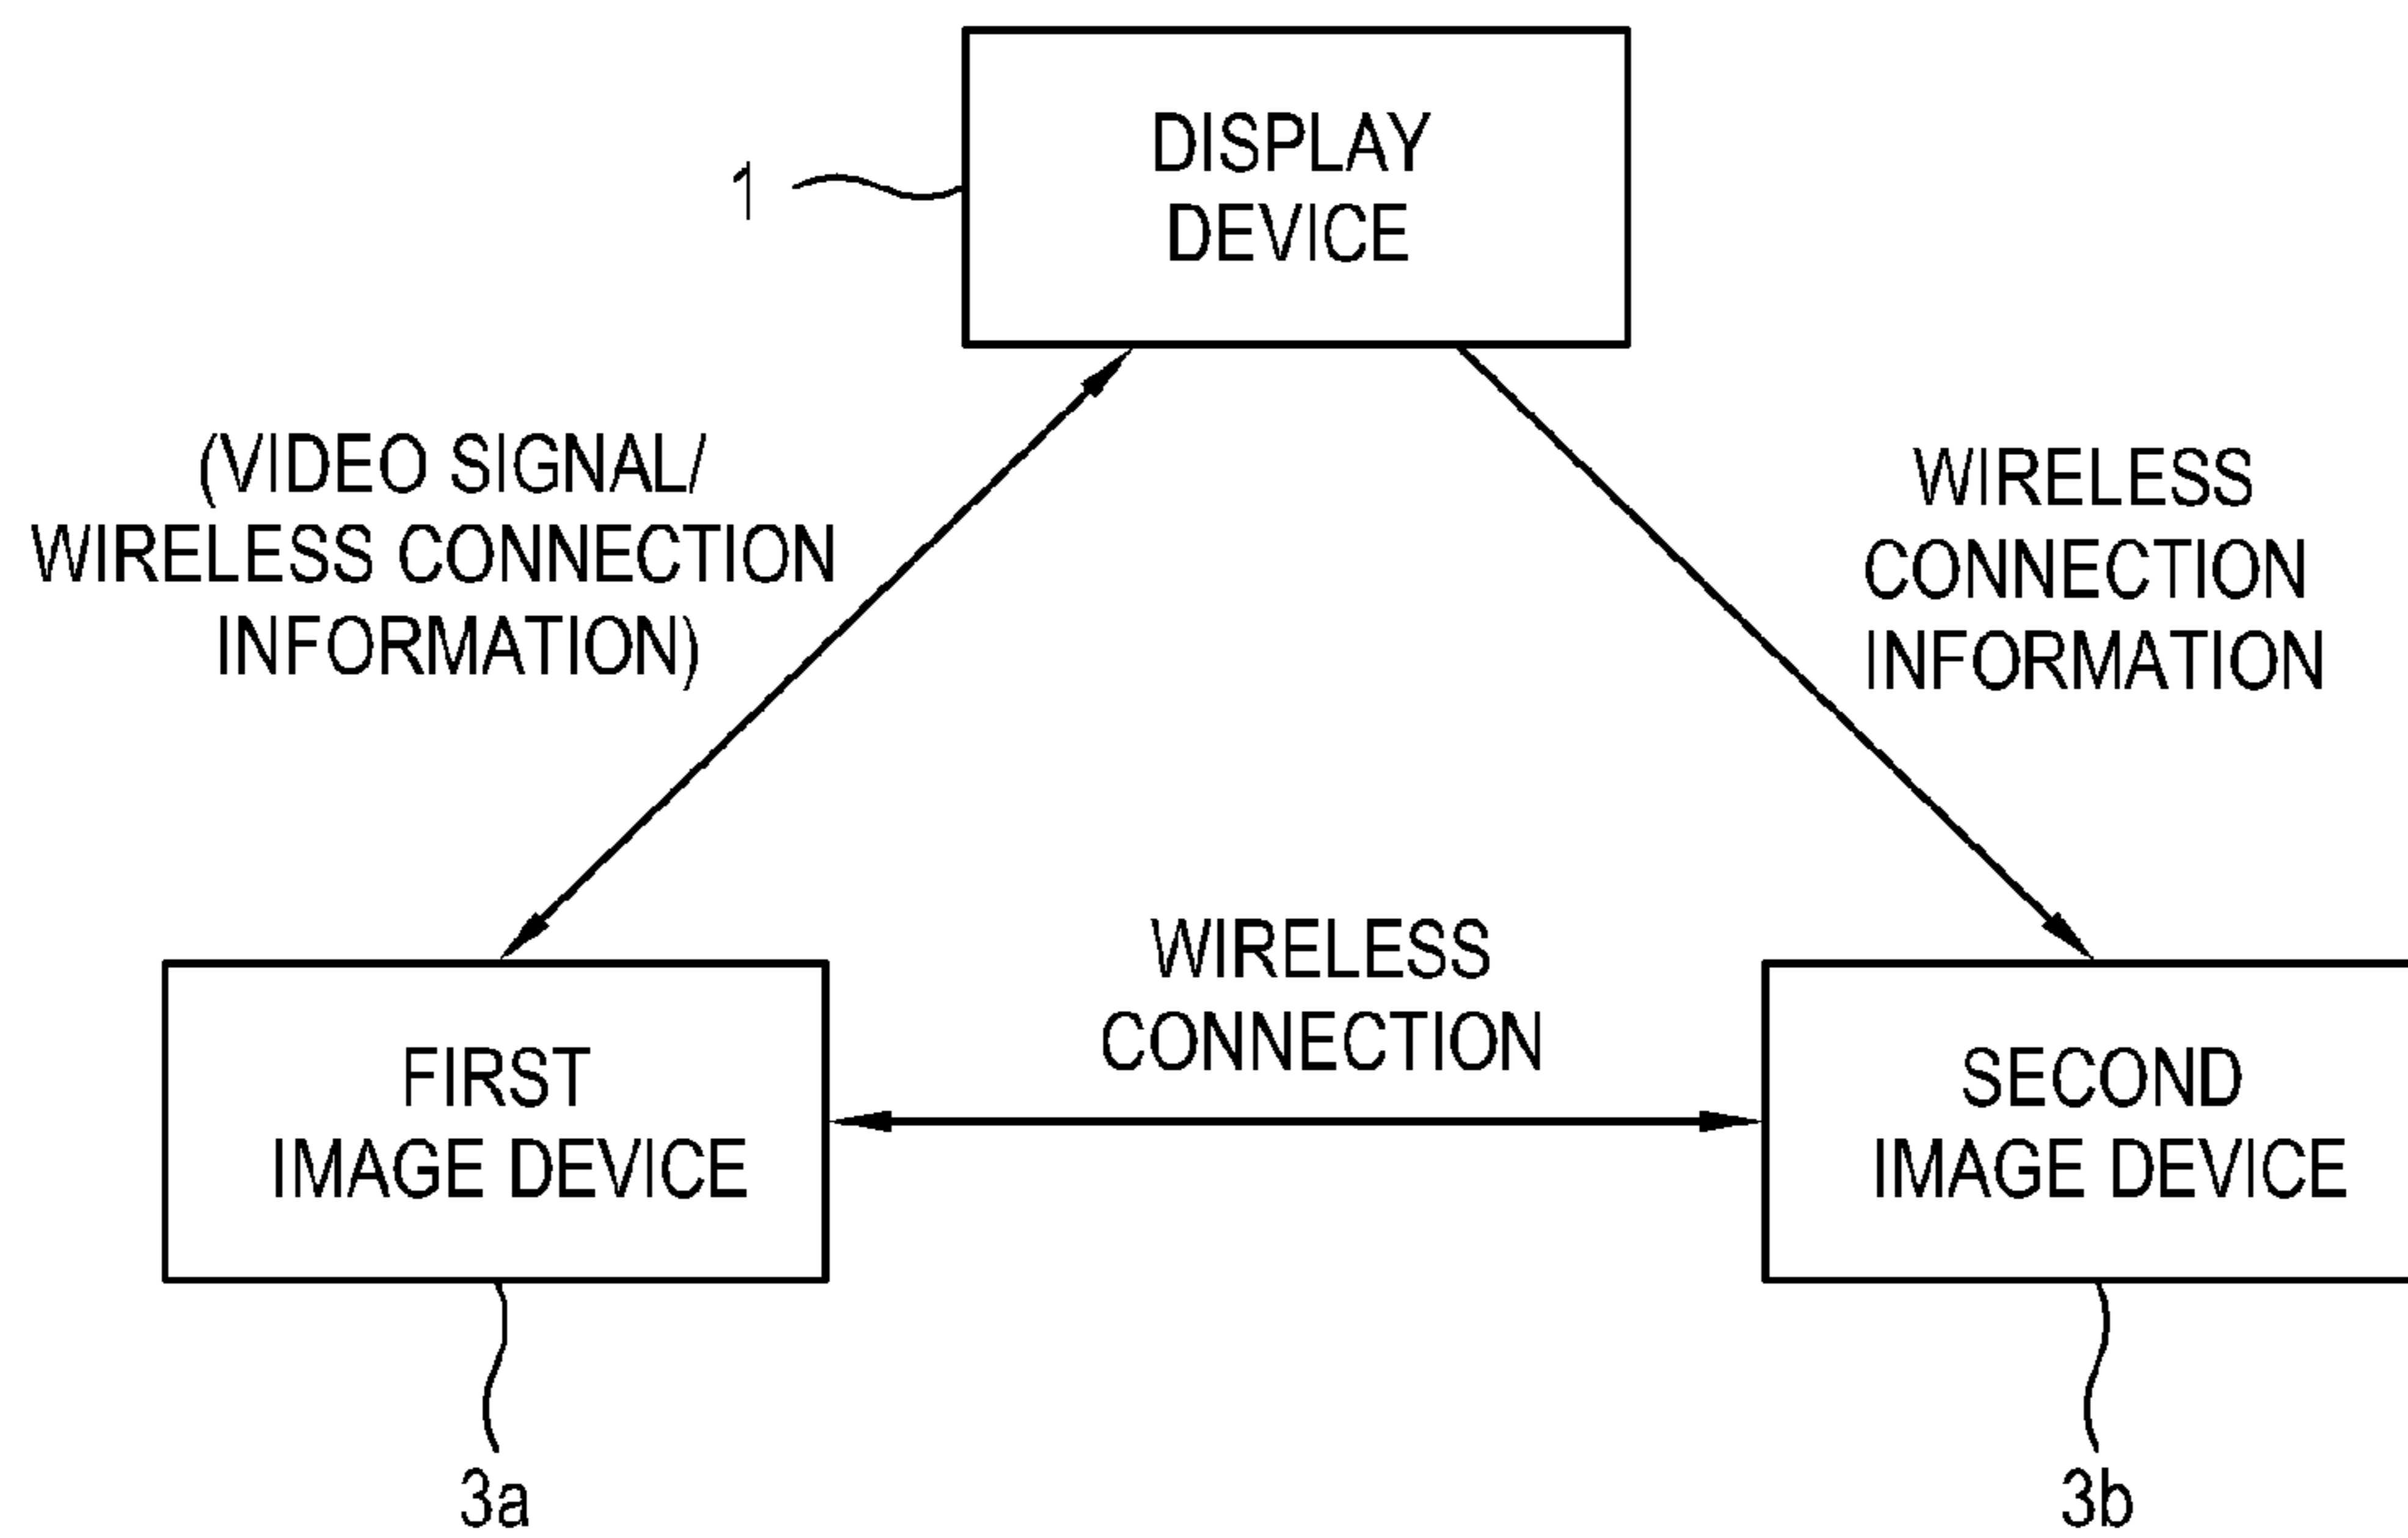 DISPLAY
DEVICE
1
(VIDEO SIGNAL/
WIRELESS CONNECTION
INFORMATION)
WIRELESS
CONNECTION
INFORMATION
WIRELESS
CONNECTION
FIRST
IMAGE DEVICE
SECOND
IMAGE DEVICE
3a
3b